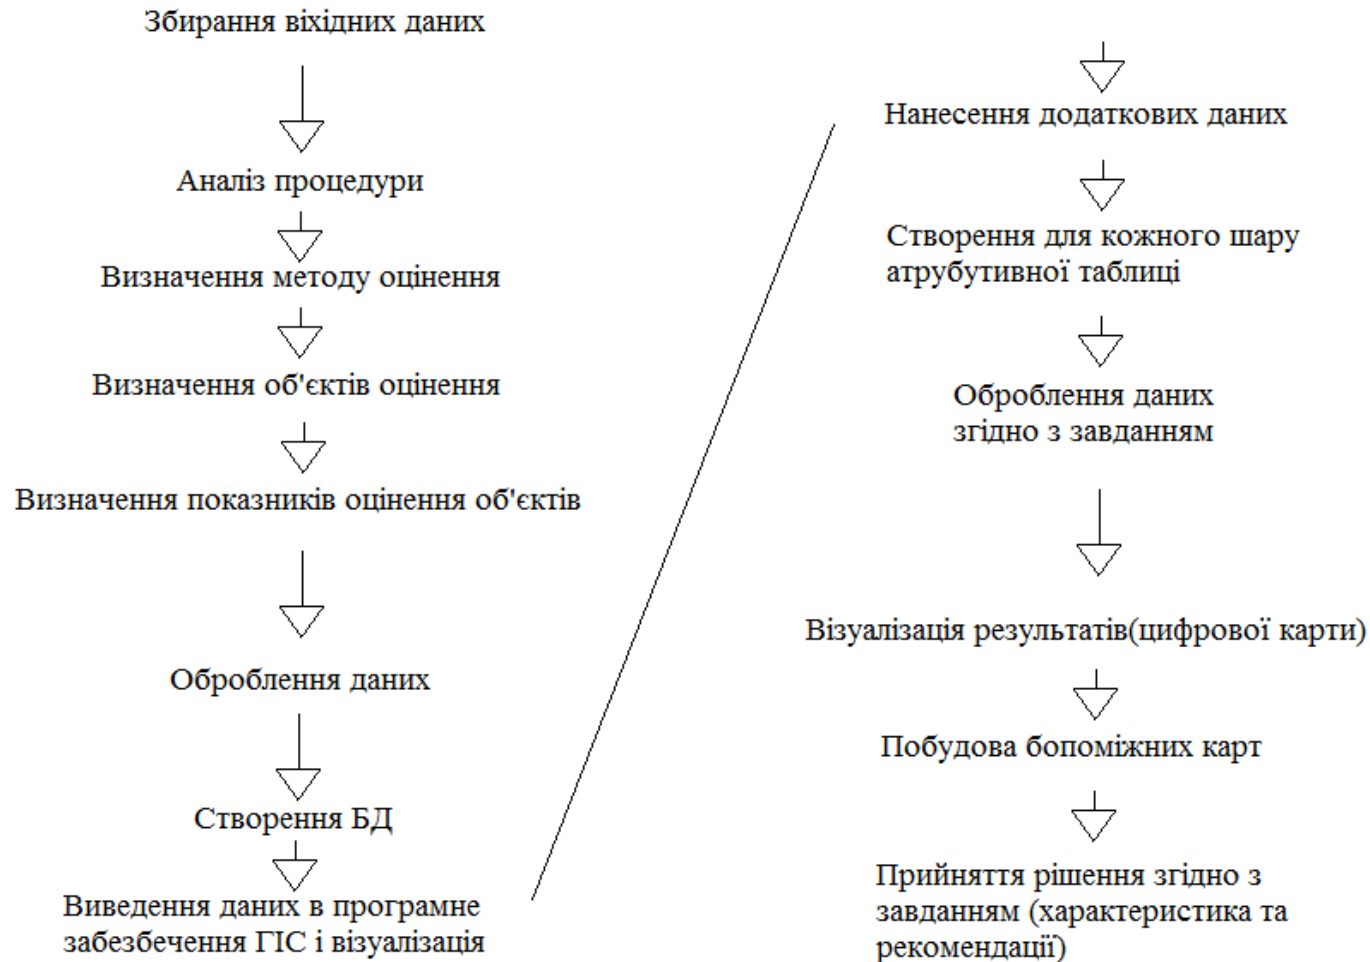 Збирання віхідних даних
Аналіз процедури
Визначення методу оцінення
Визначення об'єктів оцінення
Визначення показників оцінення об'єктів
Оброблення даних
Створення БД
Виведення даних в програмне
забезбечення ГІС і візуалізація
Нанесення додаткових даних
Створення для кожного шару
атрубутивної таблиці
Оброблення даних
згідно з завданням
Візуалізація результатів(цифрової карти)
Побудова бопоміжних карт
Прийняття рішення згідно з
завданням (характеристика та
рекомендації)